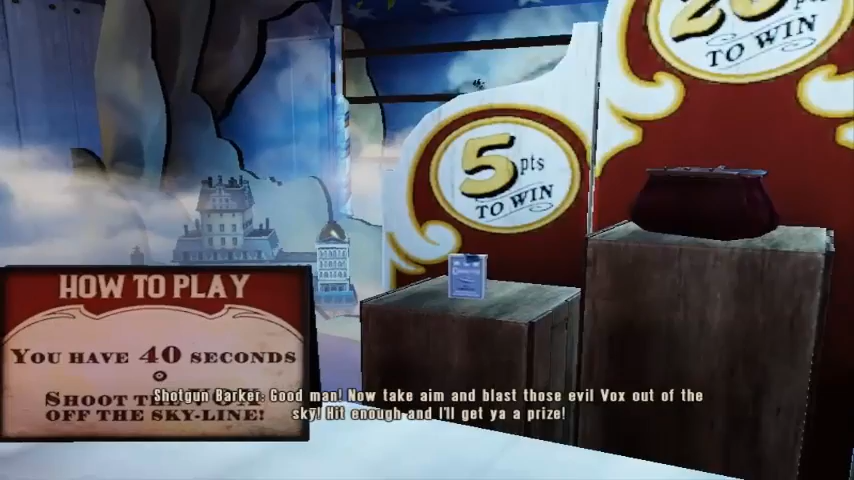 20 pts
TO WIN
5 pts
TO WIN
HOW TO PLAY
YOU HAVE 40 SECONDS
SHOOT THE
OFF THE SKY-LINE!
Shotgun Barker: Good man! Now take aim and blast those evil Vox out of the
sky! Hit enough and I'll get ya a prize!